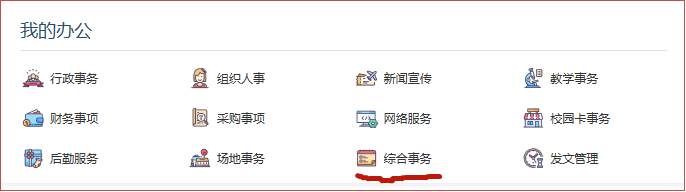 我的办公
行政事务 组织人事 新闻宣传 教学事务
财务事项 采购事项 网络服务 校园卡事务
后勤服务 场地事务 综合事务 发文管理